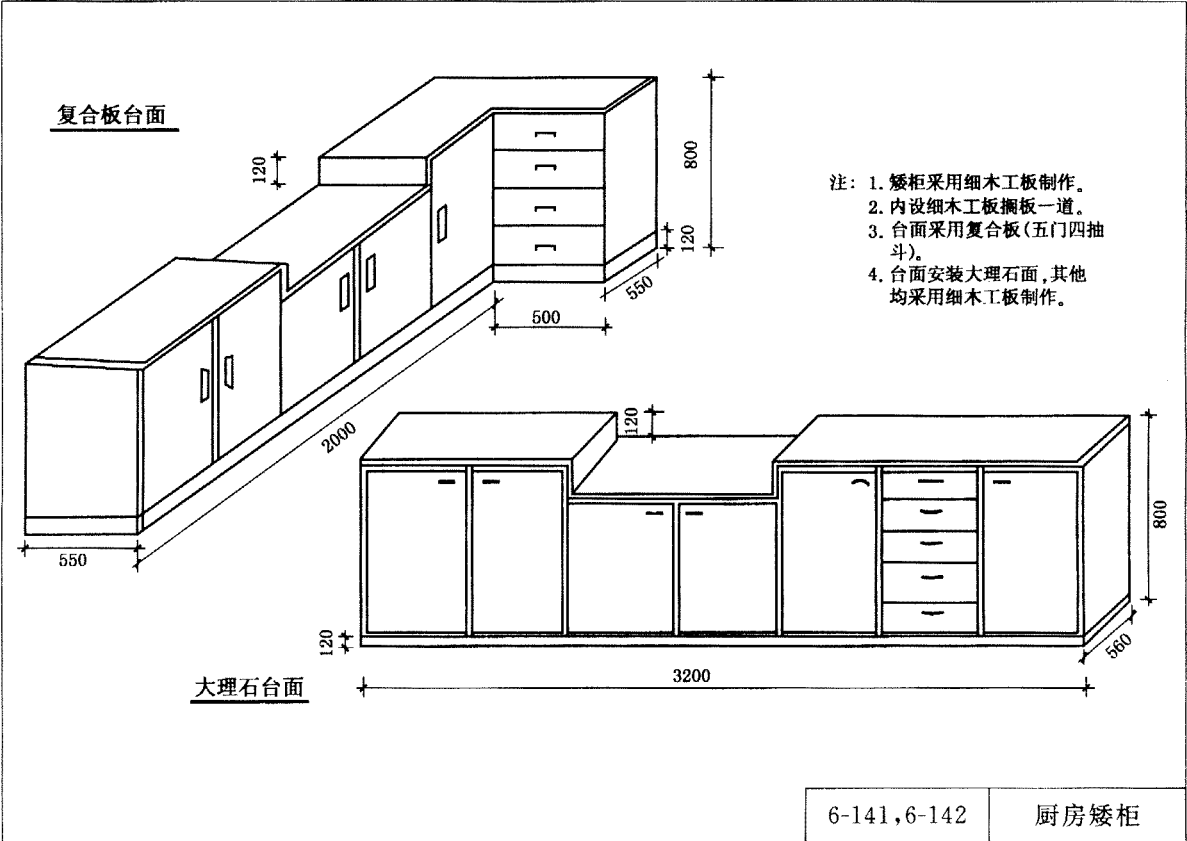 复合板台面
120
800
120
550
500
2000
550
注：1. 矮柜采用细木工板制作。
2. 内设细木工板搁板一道。
3. 台面采用复合板(五门四抽
斗)。
4. 台面安装大理石面,其他
均采用细木工板制作。
120
800
120
560
3200
大理石台面
6-141,6-142
厨房矮柜